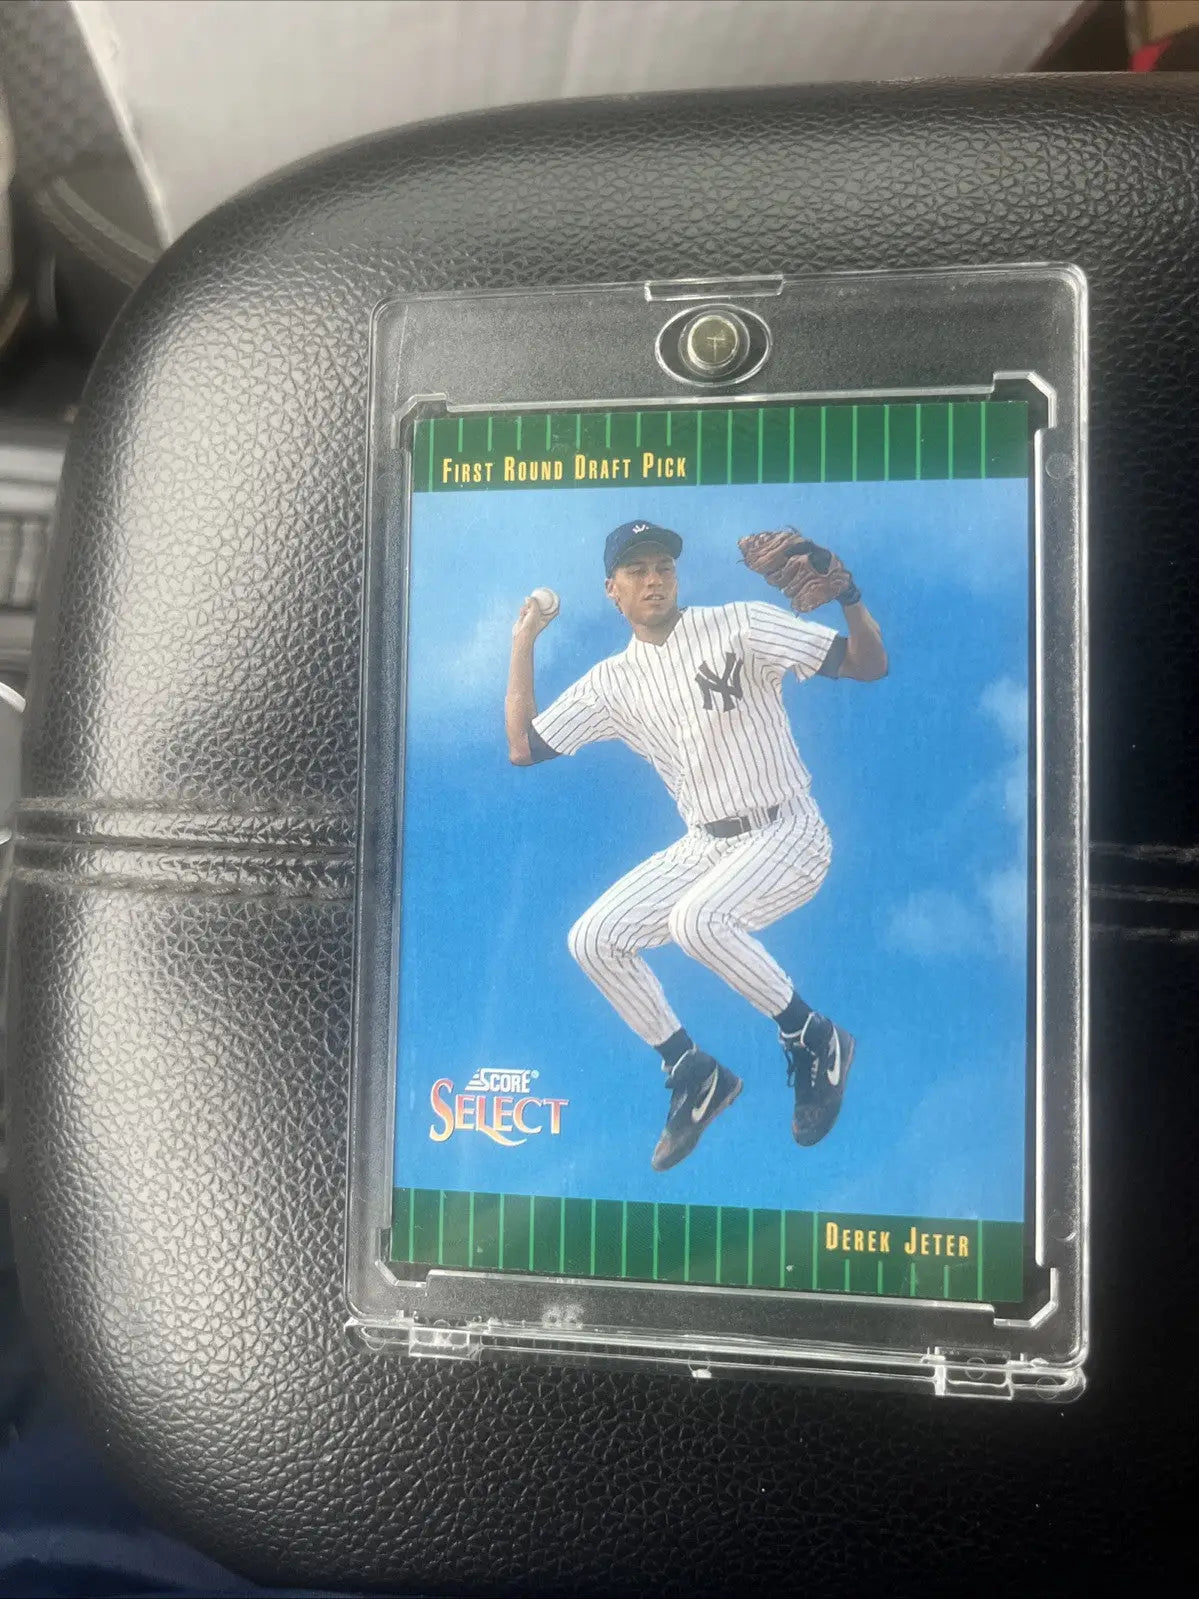 FIRST ROUND DRAFT PICK
NY
SCORE®
SELECT
DEREK JETER